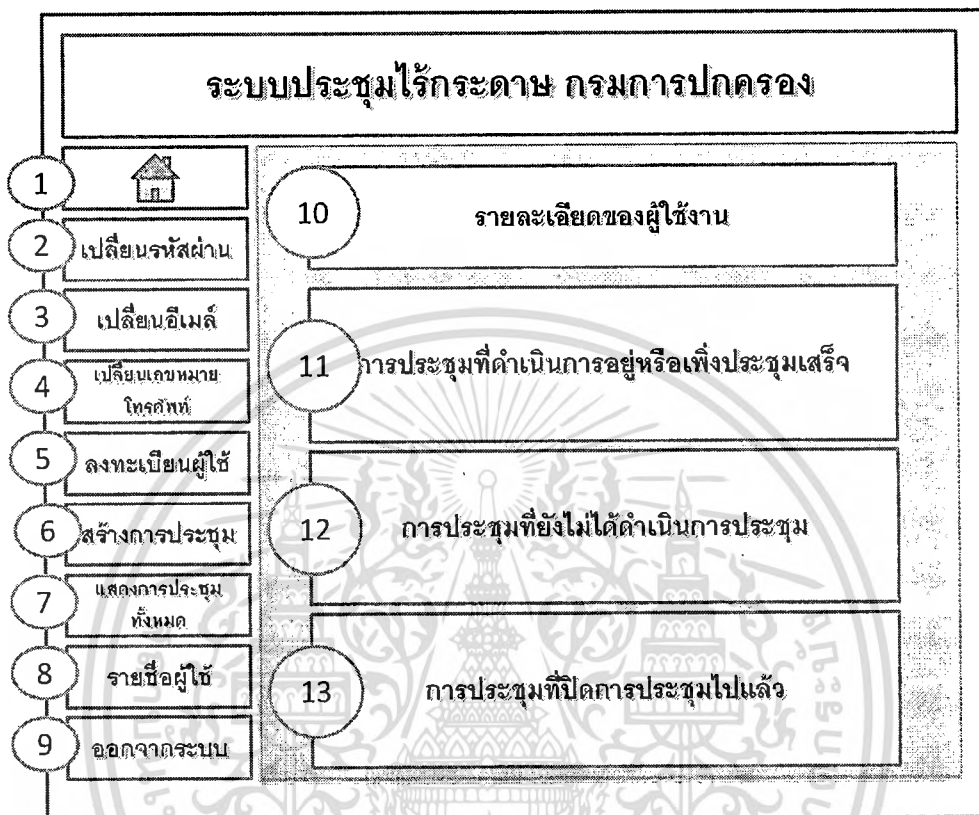 ระบบประชุมไร้กระดาษ กรมการปกครอง
1
2 เปลี่ยนรหัสผ่าน
3 เปลี่ยนอีเมล์
4 เปลี่ยนเลขหมาย
โทรศัพท์
5 ลงทะเบียนผู้ใช้
6 สร้างการประชุม
7 แสดงการประชุม
ทั้งหมด
8 รายชื่อผู้ใช้
9 ออกจากระบบ
10 รายละเอียดของผู้ใช้งาน
11 การประชุมที่ดำเนินการอยู่หรือเพิ่งประชุมเสร็จ
12 การประชุมที่ยังไม่ได้ดำเนินการประชุม
13 การประชุมที่ปิดการประชุมไปแล้ว